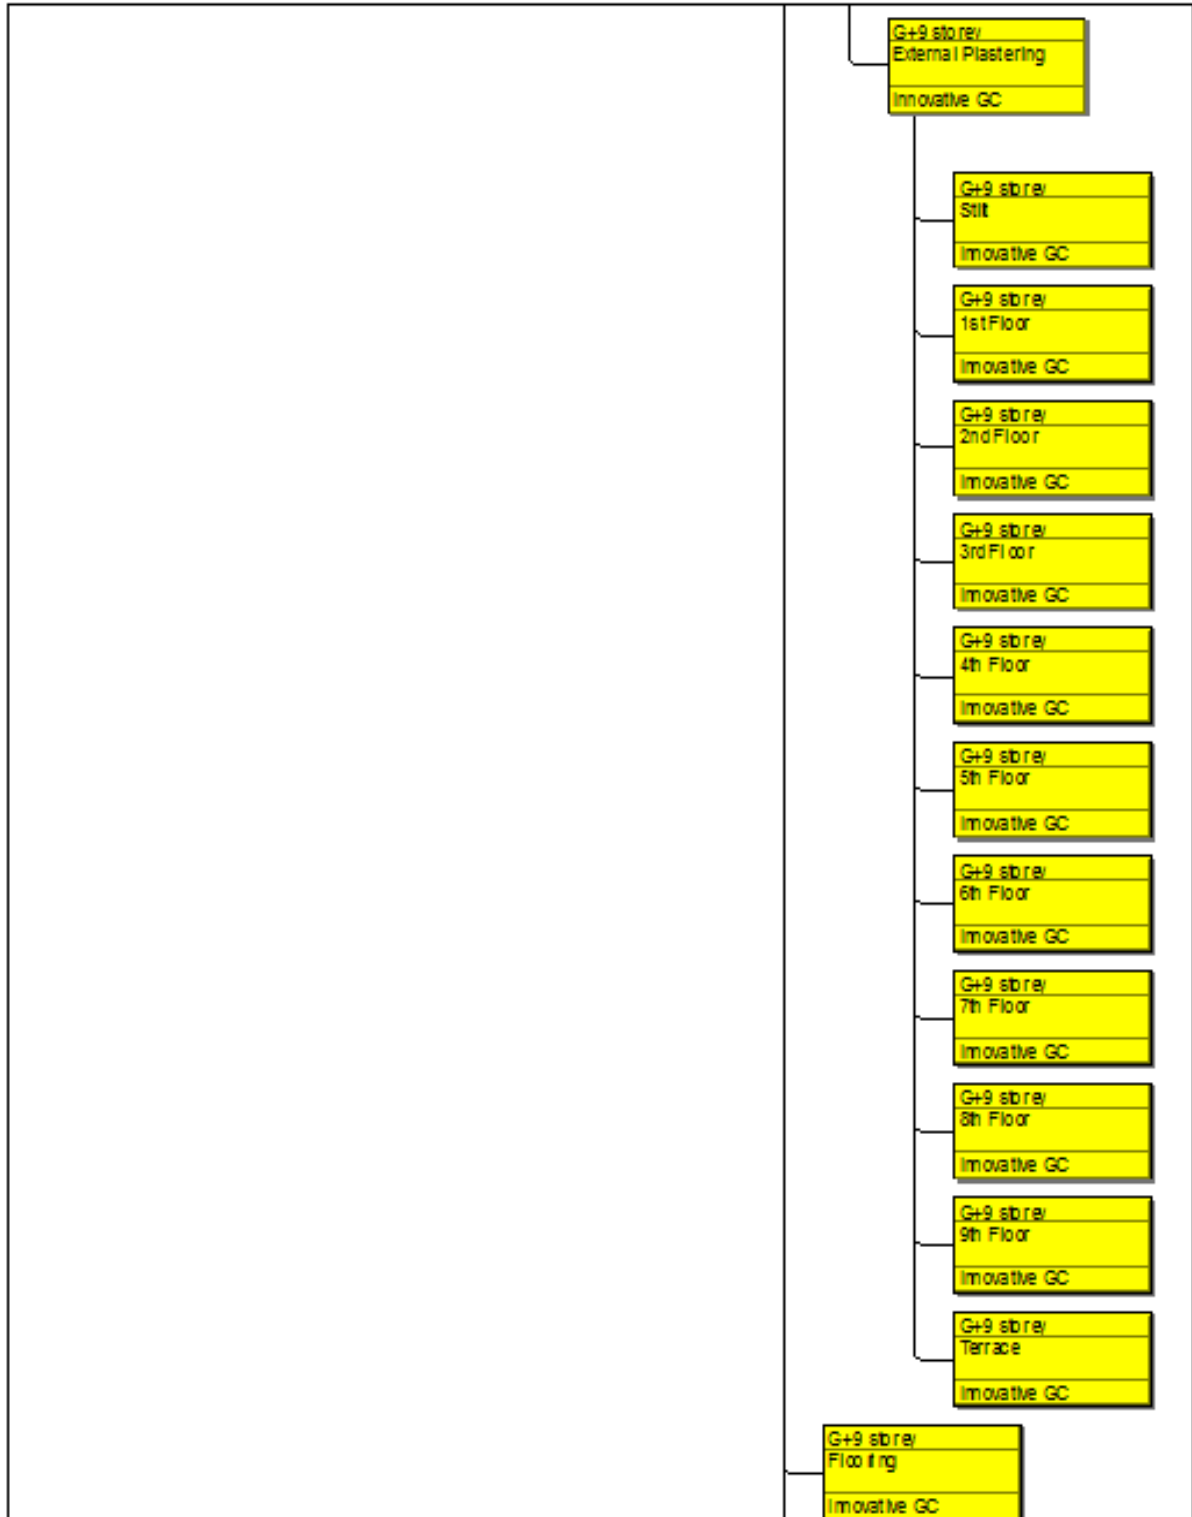 G+9 storey
External Plastering
Innovative GC
G+9 storey
Stilt
Innovative GC
G+9 storey
1st Floor
Innovative GC
G+9 storey
2nd Floor
Innovative GC
G+9 storey
3rd Floor
Innovative GC
G+9 storey
4th Floor
Innovative GC
G+9 storey
5th Floor
Innovative GC
G+9 storey
6th Floor
Innovative GC
G+9 storey
7th Floor
Innovative GC
G+9 storey
8th Floor
Innovative GC
G+9 storey
9th Floor
Innovative GC
G+9 storey
Terrace
Innovative GC
G+9 storey
Flooring
Innovative GC